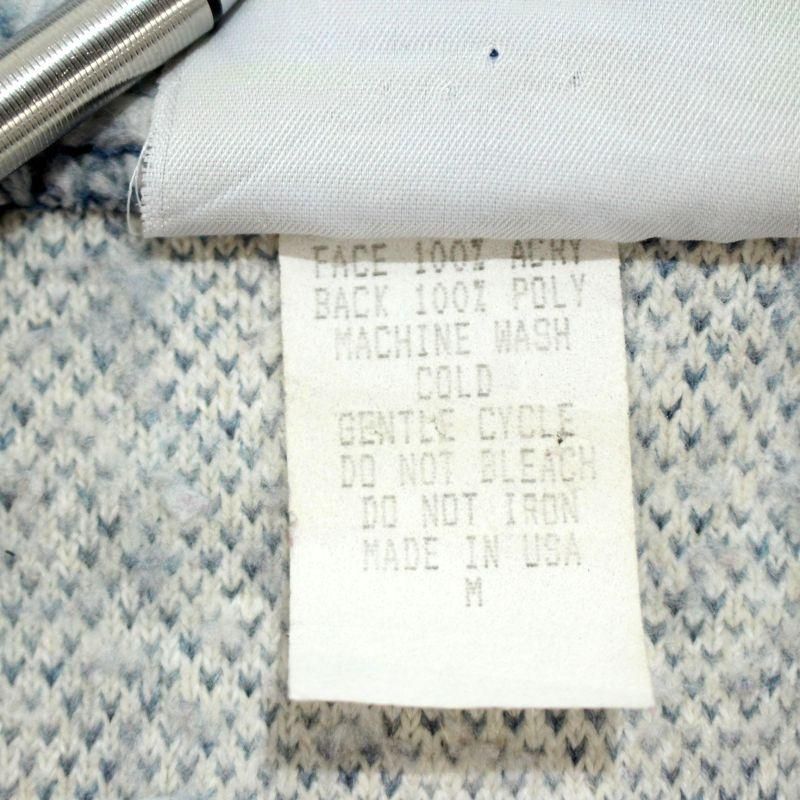 FACE 100% ACRY
BACK 100% POLY
MACHINE WASH
COLD
GENTLE CYCLE
DO NOT BLEACH
DO NOT IRON
MADE IN USA
M